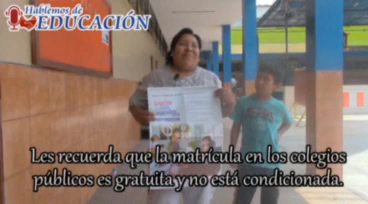 Hablemos de
EDUCACIÓN
Les recuerda que la matrícula en los colegios
públicos es gratuita y no está condicionada.